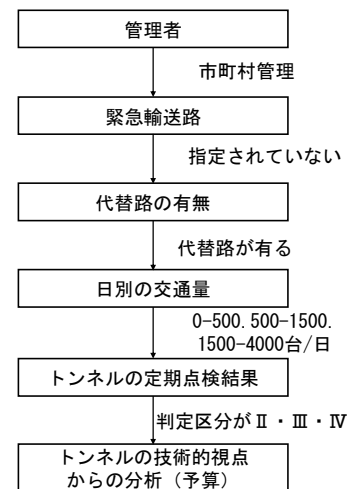 管理者
市町村管理
緊急輸送路
指定されていない
代替路の有無
代替路が有る
日別の交通量
0-500.500-1500.
1500-4000台/日
トンネルの定期点検結果
判定区分がⅡ・Ⅲ・Ⅳ
トンネルの技術的視点
からの分析（予算）